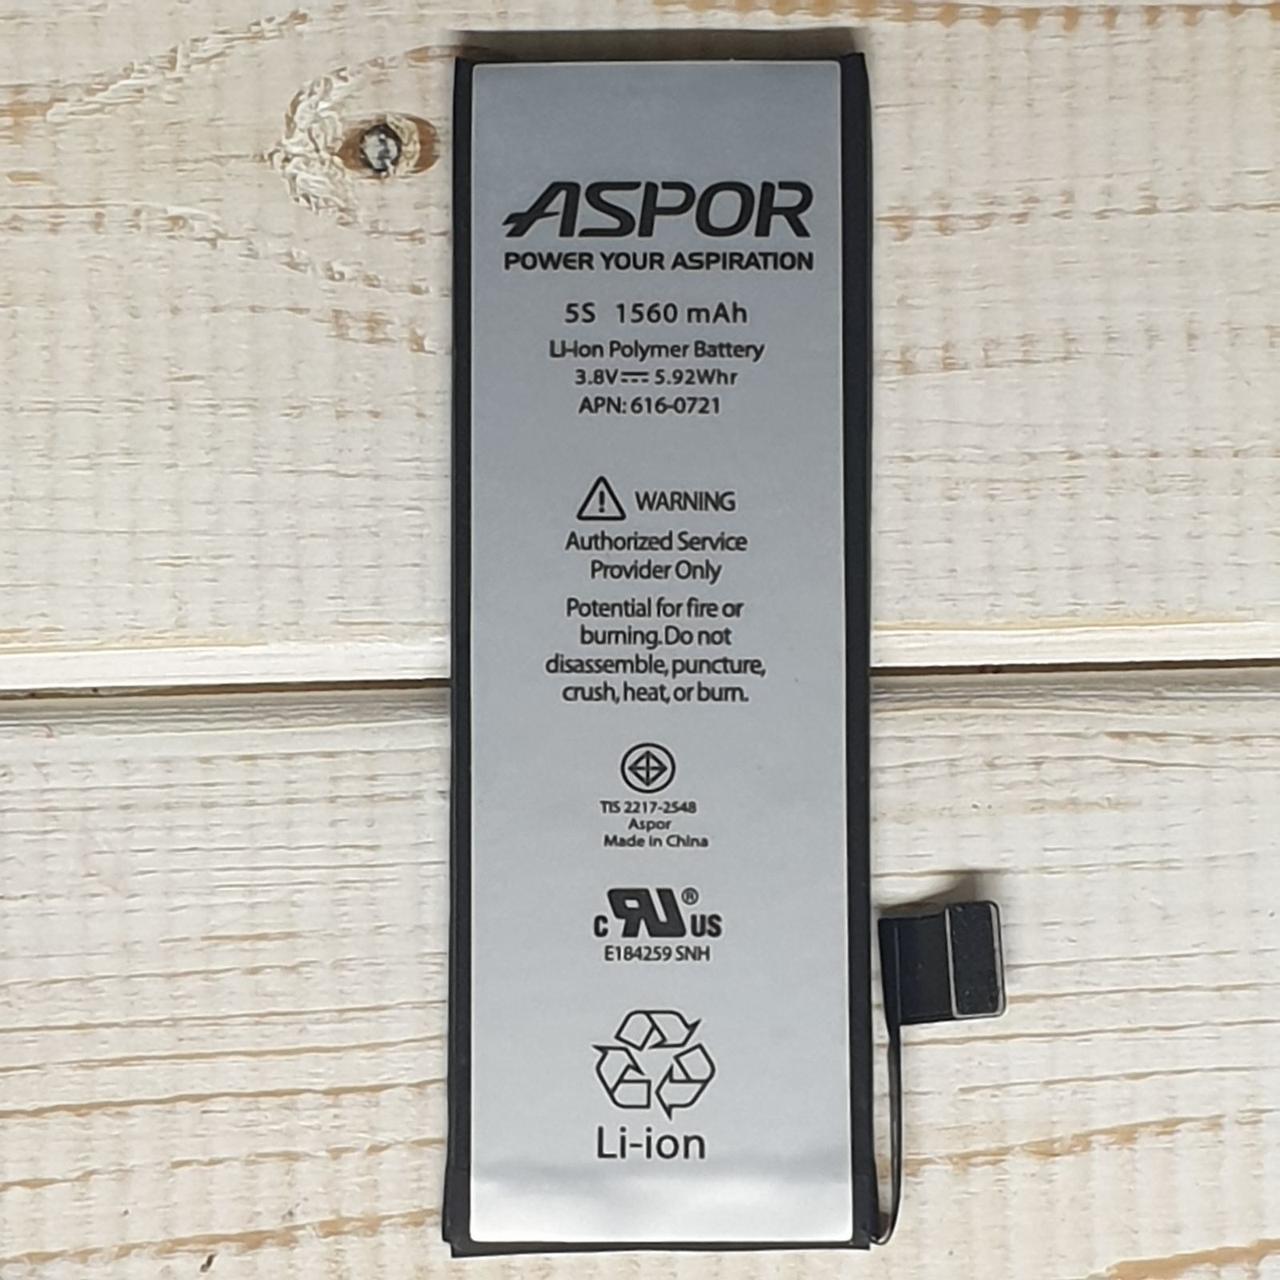 ASPOR
POWER YOUR ASPIRATION
5S 1560 mAh
Li-ion Polymer Battery
3.8V⎓5.92Whr
APN: 616-0721
WARNING
Authorized Service
Provider Only
Potential for fire or
burning. Do not
disassemble, puncture,
crush, heat, or burn.
TIS 2217-2548
Aspor
Made in China
c RU® US
E184259 SNH
Li-ion